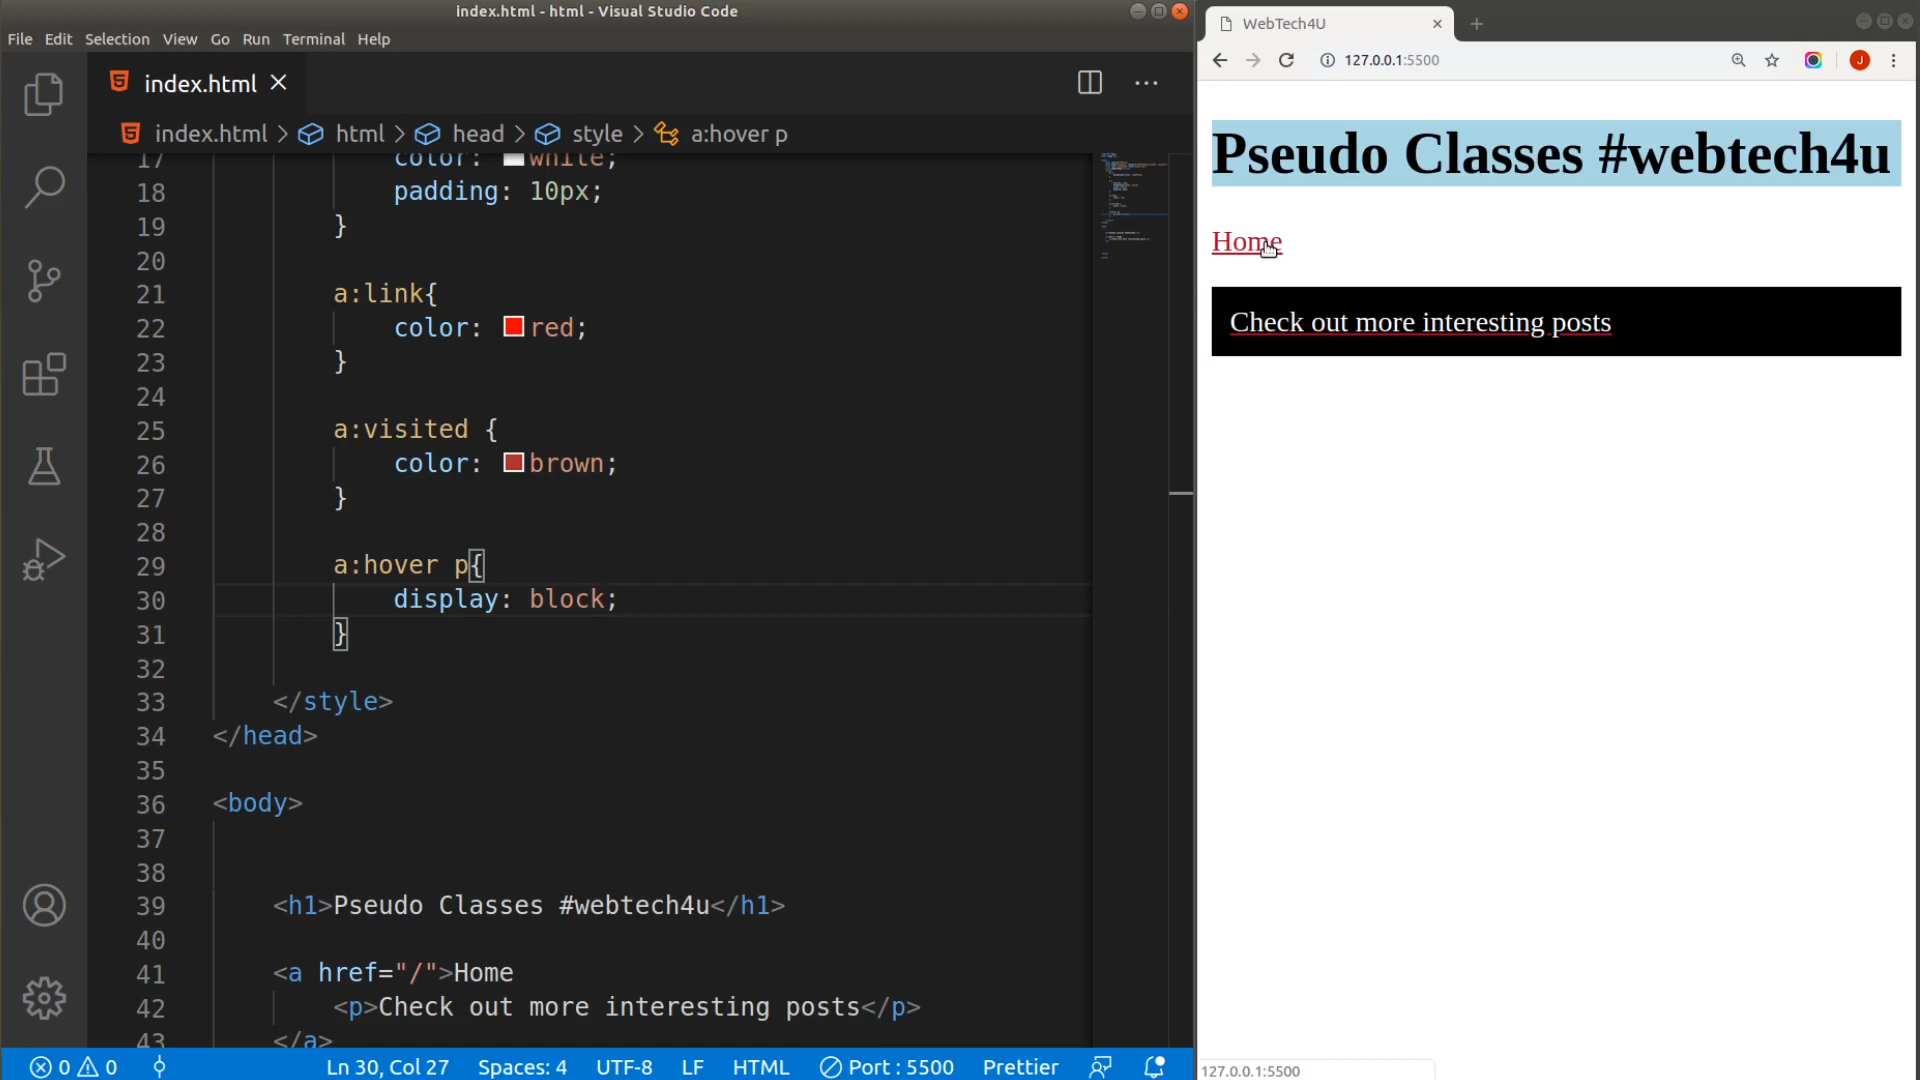 index.html - html - Visual Studio Code
File Edit Selection View Go Run Terminal Help
index.html
index.html > html > head > style > a:hover p
17 color: white;
18 padding: 10px;
19 }
20
21 a:link{
22 color: red;
23 }
24
25 a:visited {
26 color: brown;
27 }
28
29 a:hover p{
30 display: block;
31 }
32
33 </style>
34 </head>
35
36 <body>
37
38
39 <h1>Pseudo Classes #webtech4u</h1>
40
41 <a href="/">Home
42 <p>Check out more interesting posts</p>
43 </a>
0 0 Ln 30, Col 27 Spaces: 4 UTF-8 LF HTML Port : 5500 Prettier
WebTech4U
127.0.0.1:5500
J
Pseudo Classes #webtech4u
Home
Check out more interesting posts
127.0.0.1:5500